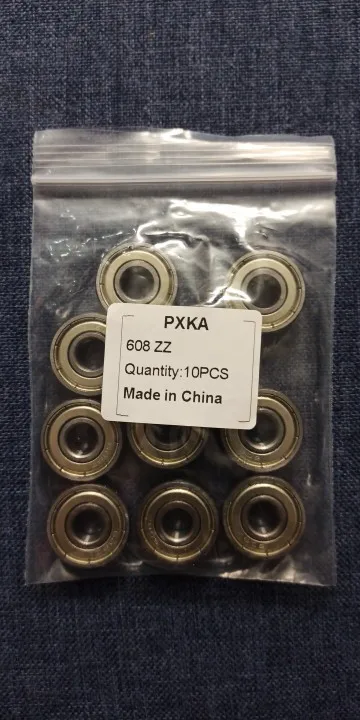 PXKA
608 ZZ
Quantity:10PCS
Made in China